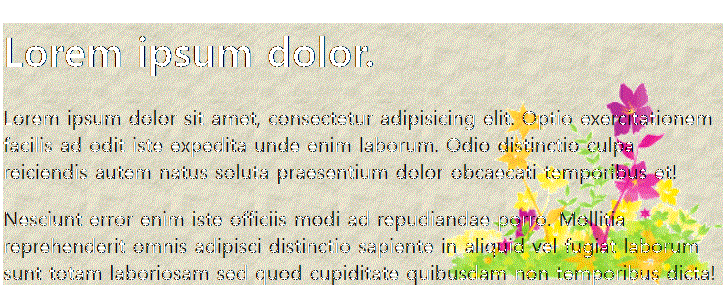 Lorem ipsum dolor.
Lorem ipsum dolor sit amet, consectetur adipisicing elit. Optio exercitationem
facilis ad odit iste expedita unde enim laborum. Odio distinctio culpa
reiciendis autem natus soluta praesentium dolor obcaecati temporibus et!
Nesciunt error enim iste officiis modi ad repudiandae porro. Mollitia
reprehenderit omnis adipisci distinctio sapiente in aliquid vel fugiat laborum
sunt totam laboriosam sed quod cupiditate quibusdam non temporibus dicta!